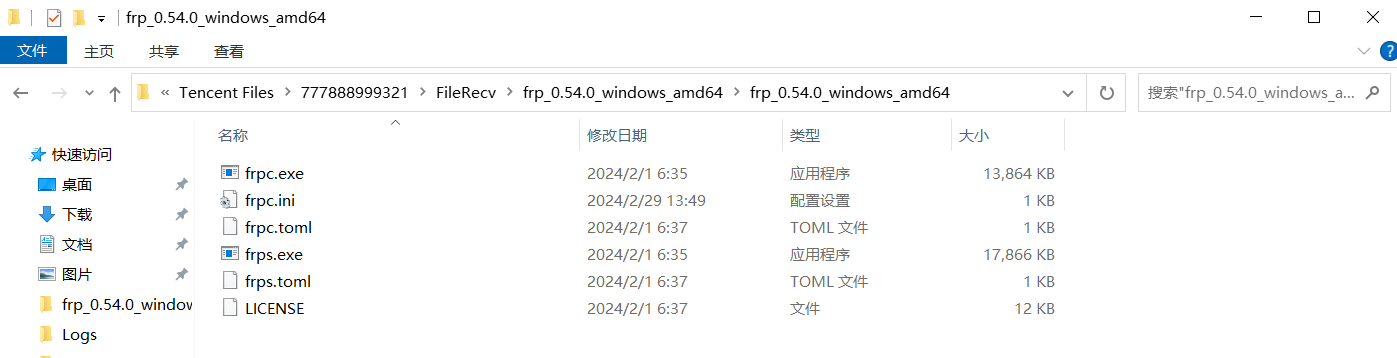 frp_0.54.0_windows_amd64
文件 主页 共享 查看
« Tencent Files > 777888999321 > FileRecv > frp_0.54.0_windows_amd64 > frp_0.54.0_windows_amd64 搜索"frp_0.54.0_windows_a...
名称 修改日期 类型 大小
快速访问
桌面
下载
文档
图片
frp_0.54.0_window
Logs
frpc.exe 2024/2/1 6:35 应用程序 13,864 KB
frpc.ini 2024/2/29 13:49 配置设置 1 KB
frpc.toml 2024/2/1 6:37 TOML 文件 1 KB
frps.exe 2024/2/1 6:35 应用程序 17,866 KB
frps.toml 2024/2/1 6:37 TOML 文件 1 KB
LICENSE 2024/2/1 6:37 文件 12 KB